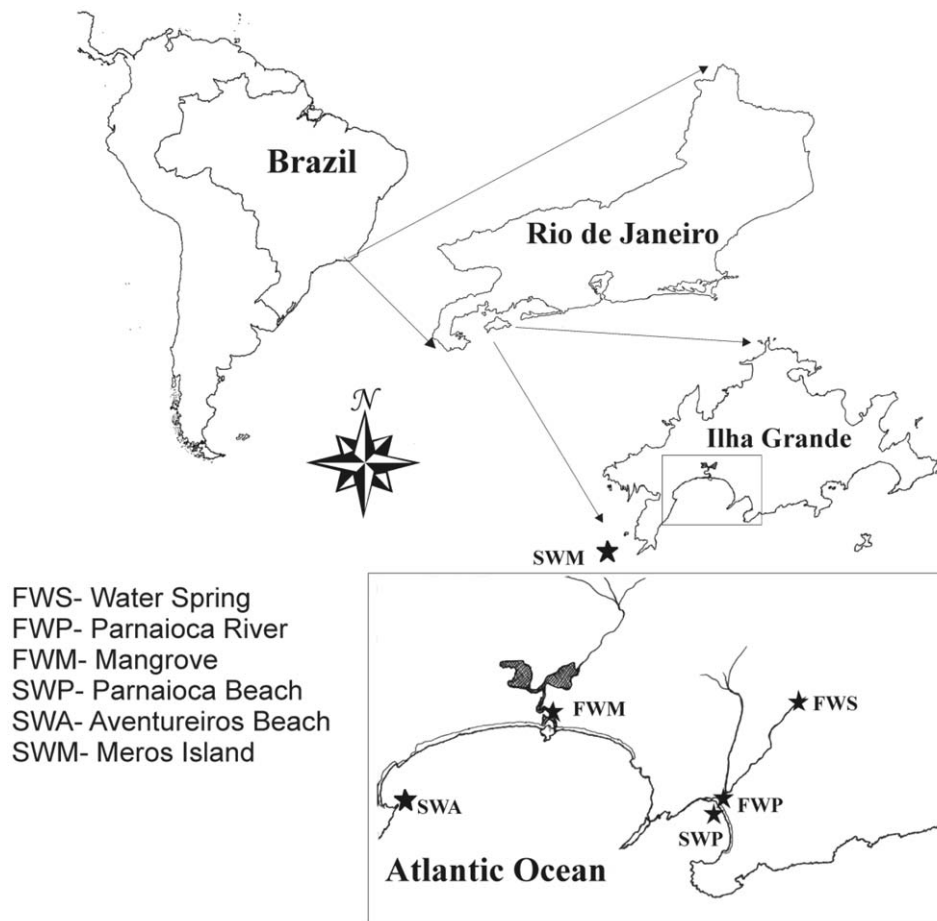 Brazil
Rio de Janeiro
N
Ilha Grande
SWM
FWS- Water Spring
FWP- Parnaioca River
FWM- Mangrove
SWP- Parnaioca Beach
SWA- Aventureiros Beach
SWM- Meros Island
FWM
FWS
SWA
FWP
SWP
Atlantic Ocean